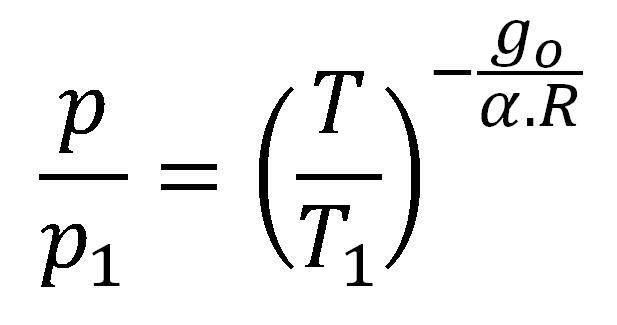 p/p₁ = (T/T₁)^(-g₀/α.R)